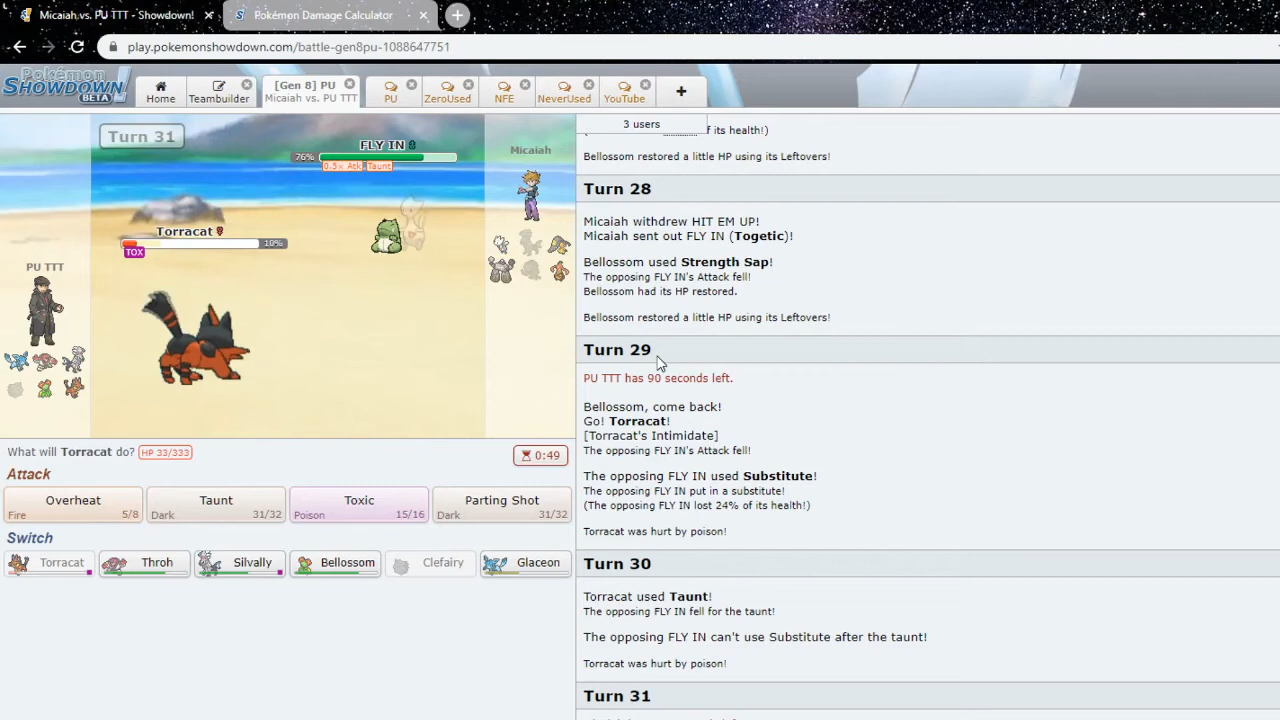 Micaiah vs. PU TTT - Showdown!
Pokémon Damage Calculator
play.pokemonshowdown.com/battle-gen8pu-1088647751
Pokémon
SHOWDOWN
BETA
Home
Teambuilder
[Gen 8] PU
Micaiah vs. PU TTT
PU
ZeroUsed
NFE
NeverUsed
YouTube
Turn 31
FLY IN
76%
0.5× Atk
Taunt
Micaiah
Torracat
10%
TOX
PU TTT
What will Torracat do? HP 33/333
0:49
Attack
Overheat
Fire 5/8
Taunt
Dark 31/32
Toxic
Poison 15/16
Parting Shot
Dark 31/32
Switch
Torracat
Throh
Silvally
Bellossom
Clefairy
Glaceon
3 users
of its health!)
Bellossom restored a little HP using its Leftovers!
Turn 28
Micaiah withdrew HIT EM UP!
Micaiah sent out FLY IN (Togetic)!
Bellossom used Strength Sap!
The opposing FLY IN's Attack fell!
Bellossom had its HP restored.
Bellossom restored a little HP using its Leftovers!
Turn 29
PU TTT has 90 seconds left.
Bellossom, come back!
Go! Torracat!
[Torracat's Intimidate]
The opposing FLY IN's Attack fell!
The opposing FLY IN used Substitute!
The opposing FLY IN put in a substitute!
(The opposing FLY IN lost 24% of its health!)
Torracat was hurt by poison!
Turn 30
Torracat used Taunt!
The opposing FLY IN fell for the taunt!
The opposing FLY IN can't use Substitute after the taunt!
Torracat was hurt by poison!
Turn 31